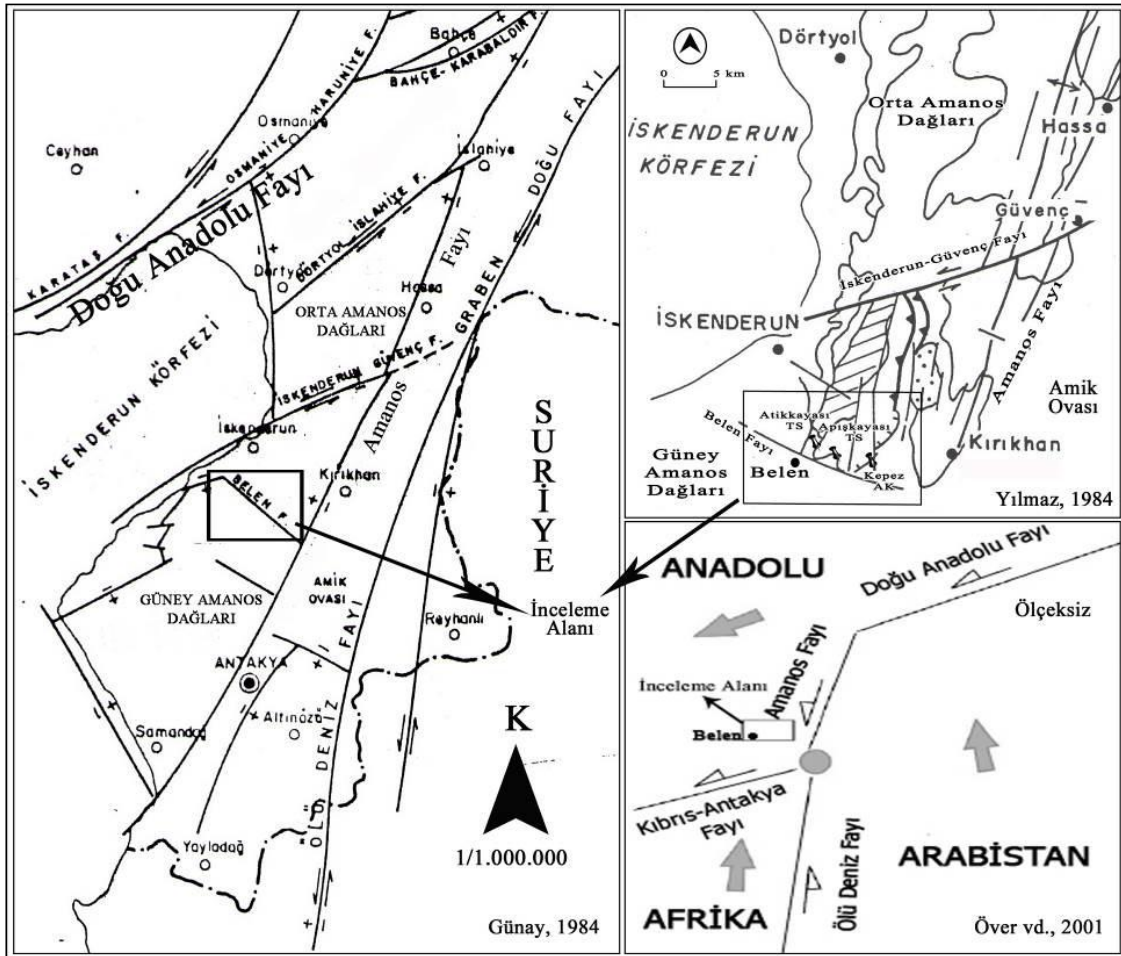 Bahçe
BAHÇE-KARABALDIR F.
HARUNİYE F.
OSMANİYE
Osmaniye
Ceyhan
İslahiye
DOĞU FAYI
GRABEN
KARATAŞ F.
Doğu Anadolu Fayı
DÖRTYOL İSLAHİYE F.
Dörtyol
Fayı
Hassa
ORTA AMANOS
DAĞLARI
İSKENDERUN KÖRFEZİ
İSKENDERUN GÜVENÇ F.
Amanos
İskenderun
SURİYE
Kırıkhan
BELEN F.
AMİK
OVASI
GÜNEY AMANOS
DAĞLARI
Reyhanlı
İnceleme
Alanı
ANTAKYA
Samandağ
Altınözü
ÖLÜ DENİZ FAYI
K
Yayladağ
1/1.000.000
Günay, 1984
0 5 km
Dörtyol
Orta Amanos
Dağları
İSKENDERUN
KÖRFEZİ
Hassa
Güvenç
İskenderun-Güvenç Fayı
İSKENDERUN
Amanos Fayı
Amik
Ovası
Atikkayası
TS
Apışkayası
TS
Belen Fayı
Kırıkhan
Güney
Amanos
Dağları
Belen
Kepez
AK
Yılmaz, 1984
ANADOLU
Doğu Anadolu Fayı
Ölçeksiz
Amanos Fayı
İnceleme Alanı
Belen
Kıbrıs-Antakya
Fayı
Ölü Deniz Fayı
ARABİSTAN
AFRİKA
Över vd., 2001